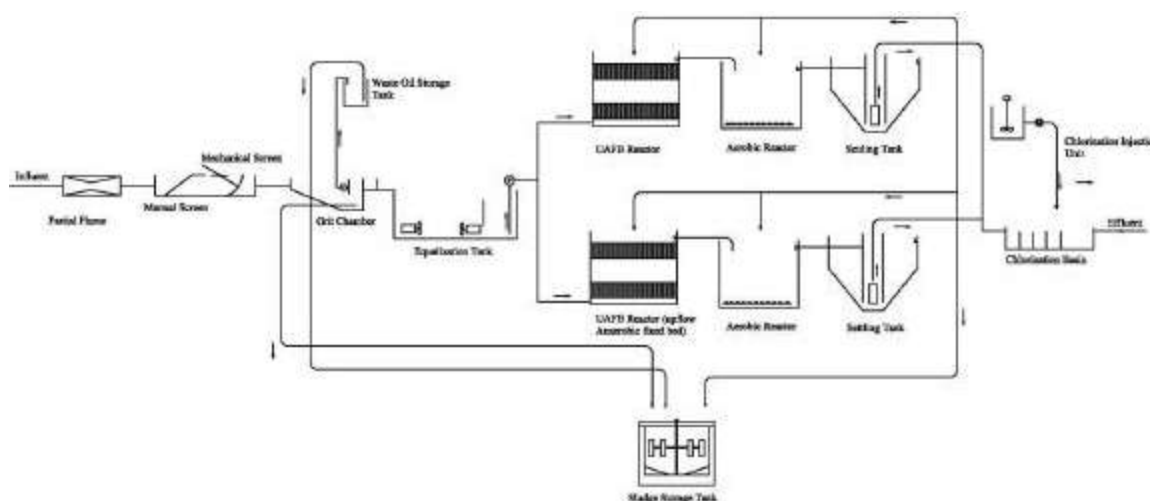 Waste Oil Storage
Tank
Mechanical Screen
Influent
Partial Flume
Manual Screen
Grit Chamber
Equalization Tank
UAFB Reactor
Aerobic Reactor
Settling Tank
Chlorination Injection
Unit
Effluent
Chlorination Basin
UAFB Reactor (upflow
Anaerobic fixed bed)
Aerobic Reactor
Settling Tank
Sludge Storage Tank